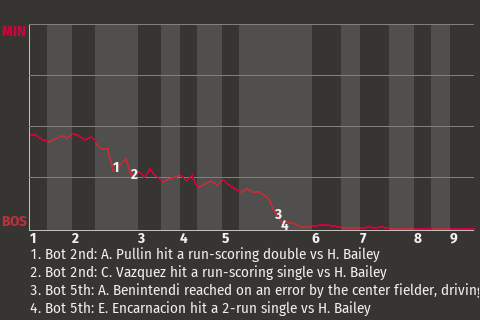 MIN
1
2
3
4
BOS
1 2 3 4 5 6 7 8 9
1. Bot 2nd: A. Pullin hit a run-scoring double vs H. Bailey
2. Bot 2nd: C. Vazquez hit a run-scoring single vs H. Bailey
3. Bot 5th: A. Benintendi reached on an error by the center fielder, driving
4. Bot 5th: E. Encarnacion hit a 2-run single vs H. Bailey